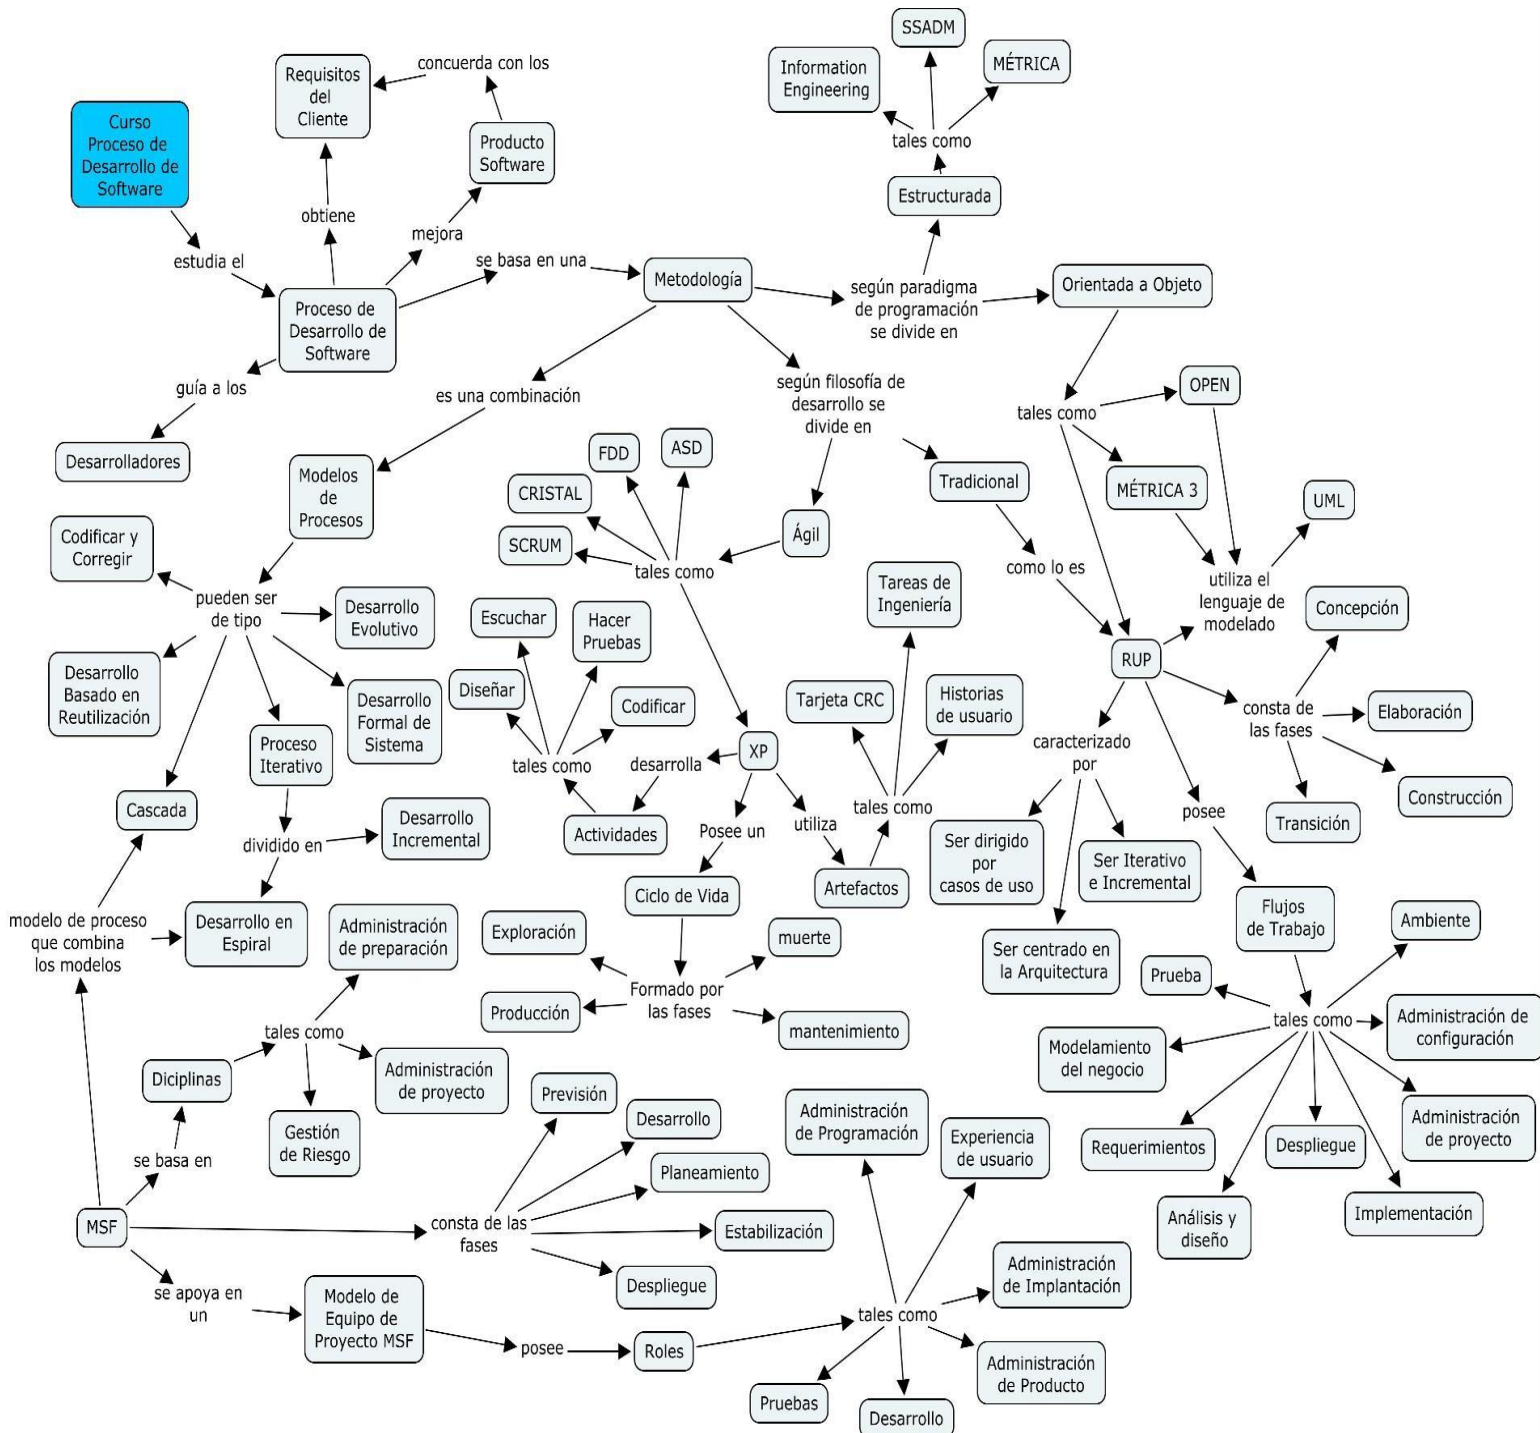 Curso
Proceso de
Desarrollo de
Software
estudia el
Requisitos
del
Cliente
concuerda con los
Producto
Software
obtiene
mejora
Proceso de
Desarrollo de
Software
guía a los
Desarrolladores
se basa en una
Metodología
según paradigma
de programación
se divide en
Estructurada
tales como
Information
Engineering
SSADM
MÉTRICA
Orientada a Objeto
tales como
OPEN
MÉTRICA 3
UML
utiliza el
lenguaje de
modelado
es una combinación
según filosofía de
desarrollo se
divide en
Tradicional
como lo es
Ágil
tales como
ASD
FDD
CRISTAL
SCRUM
Modelos
de
Procesos
pueden ser
de tipo
Codificar y
Corregir
Desarrollo
Evolutivo
Desarrollo
Basado en
Reutilización
Desarrollo
Formal de
Sistema
Proceso
Iterativo
Cascada
dividido en
Desarrollo
Incremental
Desarrollo en
Espiral
modelo de proceso
que combina
los modelos
Escuchar
Hacer
Pruebas
Diseñar
Codificar
tales como
Actividades
desarrolla
XP
Posee un
utiliza
Artefactos
tales como
Tarjeta CRC
Tareas de
Ingeniería
Historias
de usuario
Ciclo de Vida
Formado por
las fases
Exploración
Producción
muerte
mantenimiento
RUP
caracterizado
por
Ser dirigido
por
casos de uso
Ser Iterativo
e Incremental
Ser centrado en
la Arquitectura
consta de
las fases
Concepción
Elaboración
Construcción
Transición
posee
Flujos
de Trabajo
tales como
Ambiente
Prueba
Administración de
configuración
Modelamiento
del negocio
Administración
de proyecto
Requerimientos
Despliegue
Análisis y
diseño
Implementación
MSF
se basa en
Diciplinas
tales como
Administración
de preparación
Administración
de proyecto
Gestión
de Riesgo
consta de las
fases
Previsión
Desarrollo
Planeamiento
Estabilización
Despliegue
se apoya en
un
Modelo de
Equipo de
Proyecto MSF
posee
Roles
tales como
Administración
de Programación
Experiencia
de usuario
Administración
de Implantación
Administración
de Producto
Pruebas
Desarrollo